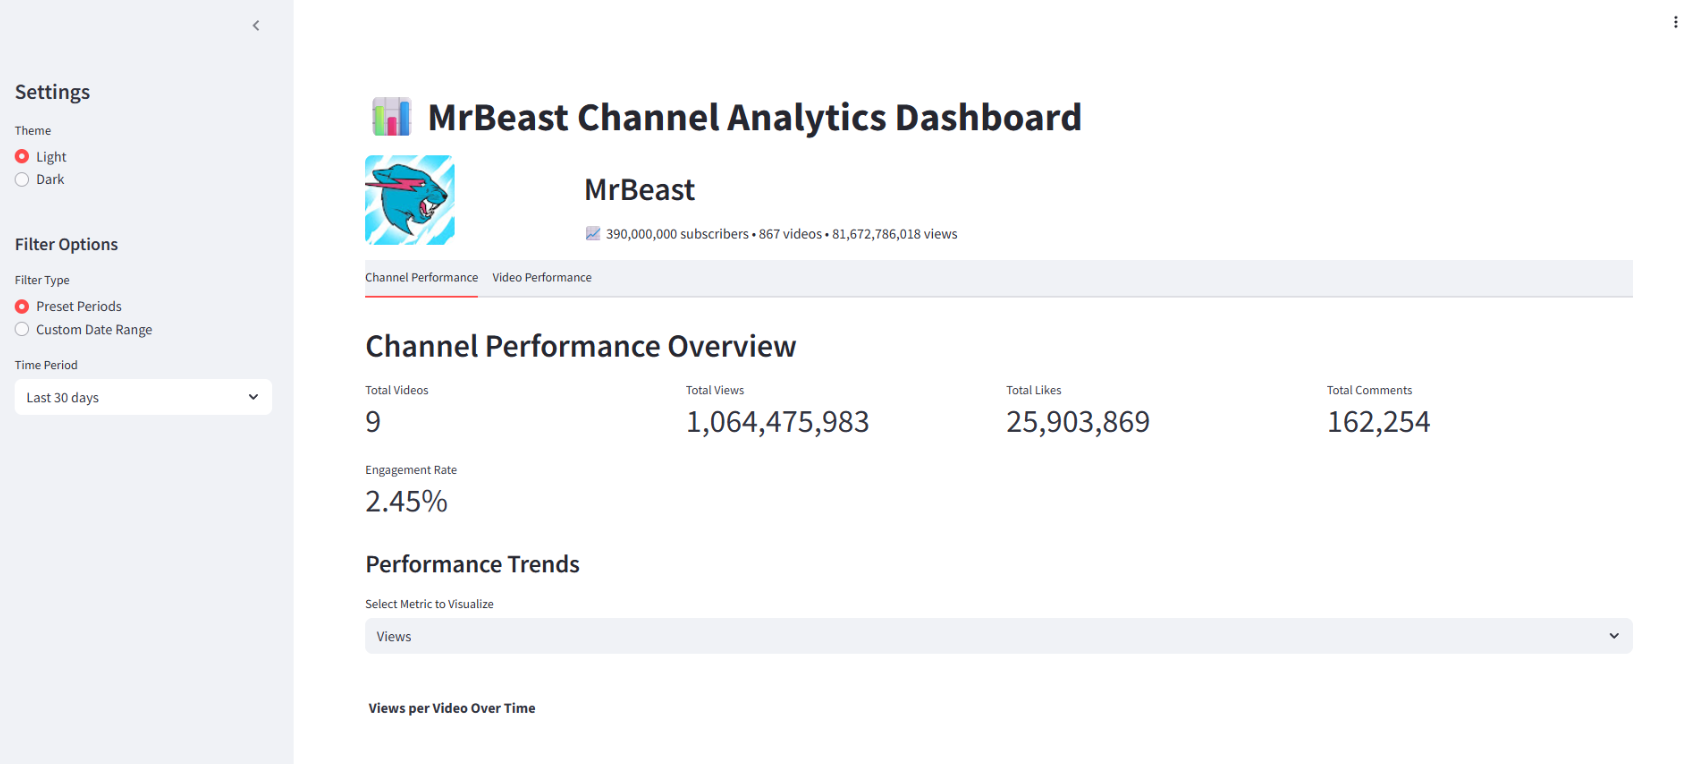 Settings
Theme
Light
Dark
Filter Options
Filter Type
Preset Periods
Custom Date Range
Time Period
Last 30 days
MrBeast Channel Analytics Dashboard
MrBeast
390,000,000 subscribers • 867 videos • 81,672,786,018 views
Channel Performance Video Performance
Channel Performance Overview
Total Videos Total Views Total Likes Total Comments
9 1,064,475,983 25,903,869 162,254
Engagement Rate
2.45%
Performance Trends
Select Metric to Visualize
Views
Views per Video Over Time